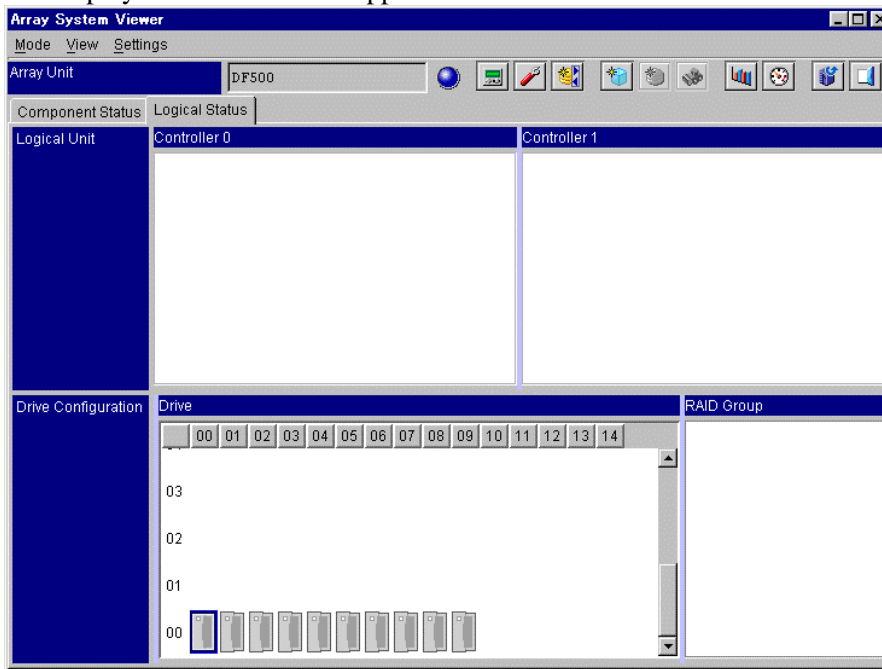 Array System Viewer
Mode View Settings
Array Unit DF500
Component Status Logical Status
Logical Unit Controller 0 Controller 1
Drive Configuration Drive RAID Group
00 01 02 03 04 05 06 07 08 09 10 11 12 13 14
03
02
01
00